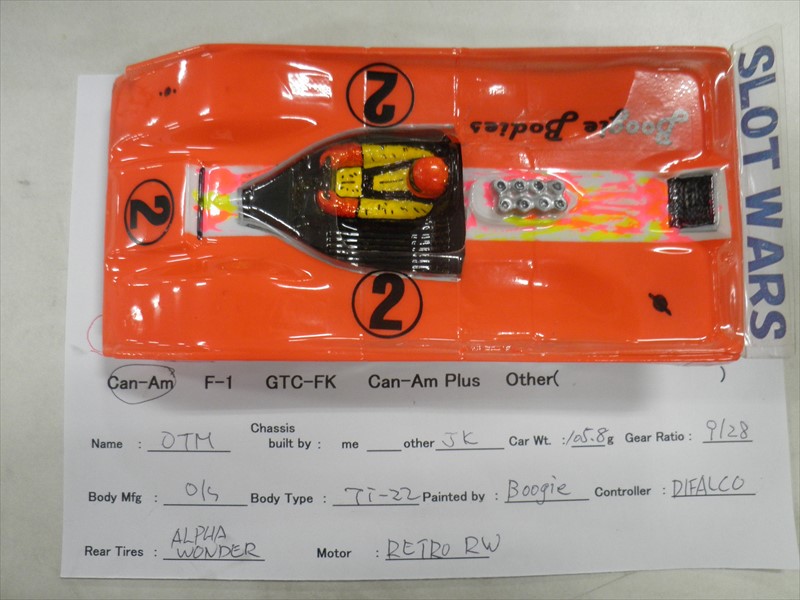 2
Boogie Bodies
2
2
SLOT WARS
Can-Am F-1 GTC-FK Can-Am Plus Other( )
Name : OTM Chassis built by : me other JK Car Wt. : 105.8g Gear Ratio : 9/28
Body Mfg : O/S Body Type : Ti-22 Painted by : Boogie Controller : DIFALCO
Rear Tires : ALPHA WONDER Motor : RETRO RW